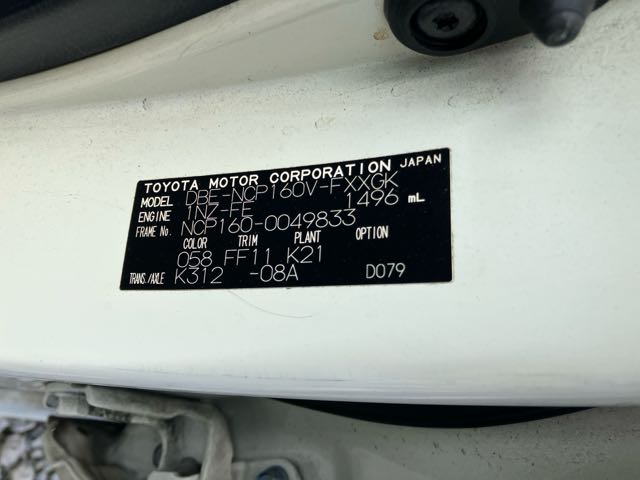 TOYOTA MOTOR CORPORATION JAPAN
MODEL DBE-NCP160V-FXXGK
ENGINE 1NZ-FE 1496 mL
FRAME No. NCP160-0049833
COLOR TRIM PLANT OPTION
058 FF11 K21
TRANS./AXLE K312 -08A D079